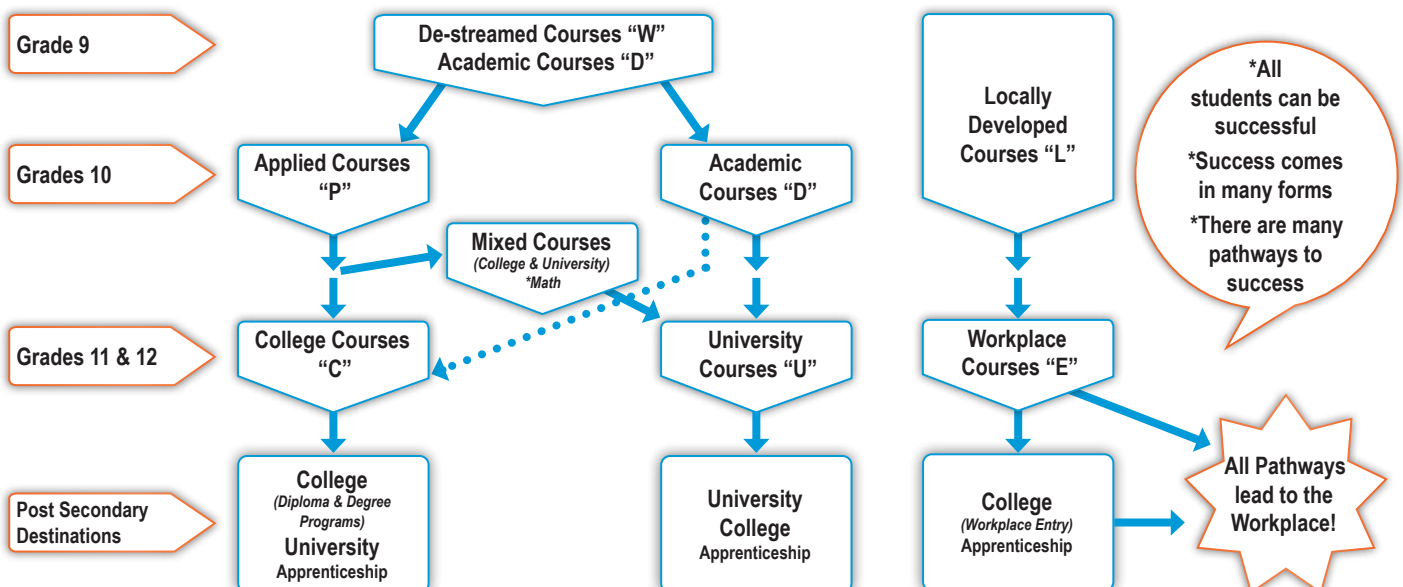 Grade 9
De-streamed Courses “W”
Academic Courses “D”
Locally
Developed
Courses “L”
*All
students can be
successful
*Success comes
in many forms
*There are many
pathways to
success
Grades 10
Applied Courses
“P”
Academic
Courses “D”
Mixed Courses
(College & University)
*Math
Grades 11 & 12
College Courses
“C”
University
Courses “U”
Workplace
Courses “E”
Post Secondary
Destinations
College
(Diploma & Degree
Programs)
University
Apprenticeship
University
College
Apprenticeship
College
(Workplace Entry)
Apprenticeship
All Pathways
lead to the
Workplace!